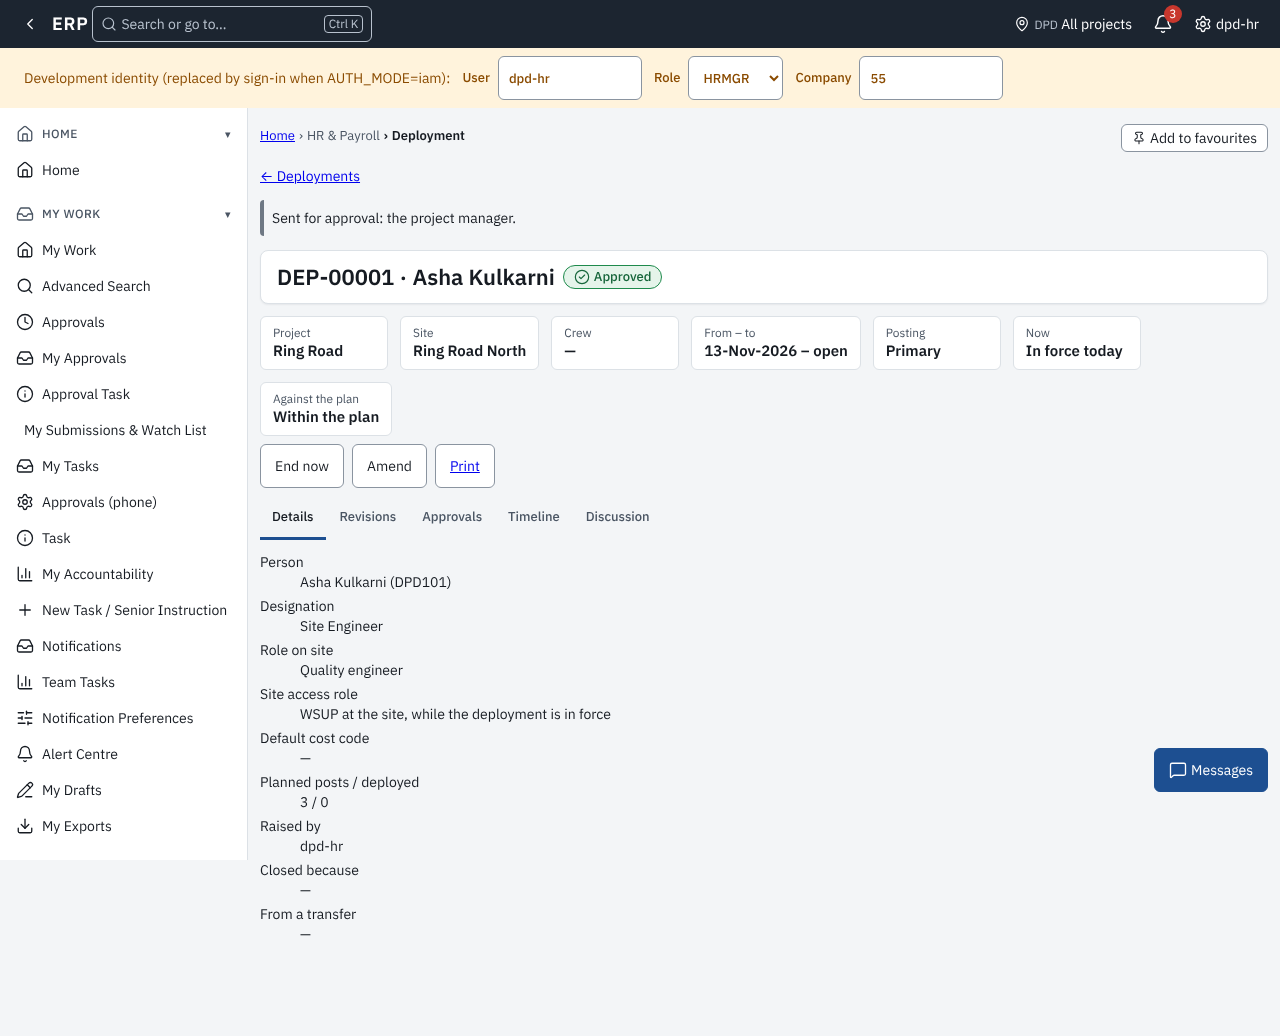 ERP
Search or go to...
Ctrl K
DPD All projects
3
dpd-hr
Development identity (replaced by sign-in when AUTH_MODE=iam):
User
dpd-hr
Role
HRMGR
Company
55
HOME
Home
MY WORK
My Work
Advanced Search
Approvals
My Approvals
Approval Task
My Submissions & Watch List
My Tasks
Approvals (phone)
Task
My Accountability
New Task / Senior Instruction
Notifications
Team Tasks
Notification Preferences
Alert Centre
My Drafts
My Exports
Home › HR & Payroll › Deployment
Add to favourites
← Deployments
Sent for approval: the project manager.
DEP-00001 · Asha Kulkarni
Approved
Project
Ring Road
Site
Ring Road North
Crew
—
From – to
13-Nov-2026 – open
Posting
Primary
Now
In force today
Against the plan
Within the plan
End now
Amend
Print
Details
Revisions
Approvals
Timeline
Discussion
Person
Asha Kulkarni (DPD101)
Designation
Site Engineer
Role on site
Quality engineer
Site access role
WSUP at the site, while the deployment is in force
Default cost code
—
Planned posts / deployed
3 / 0
Raised by
dpd-hr
Closed because
—
From a transfer
—
Messages